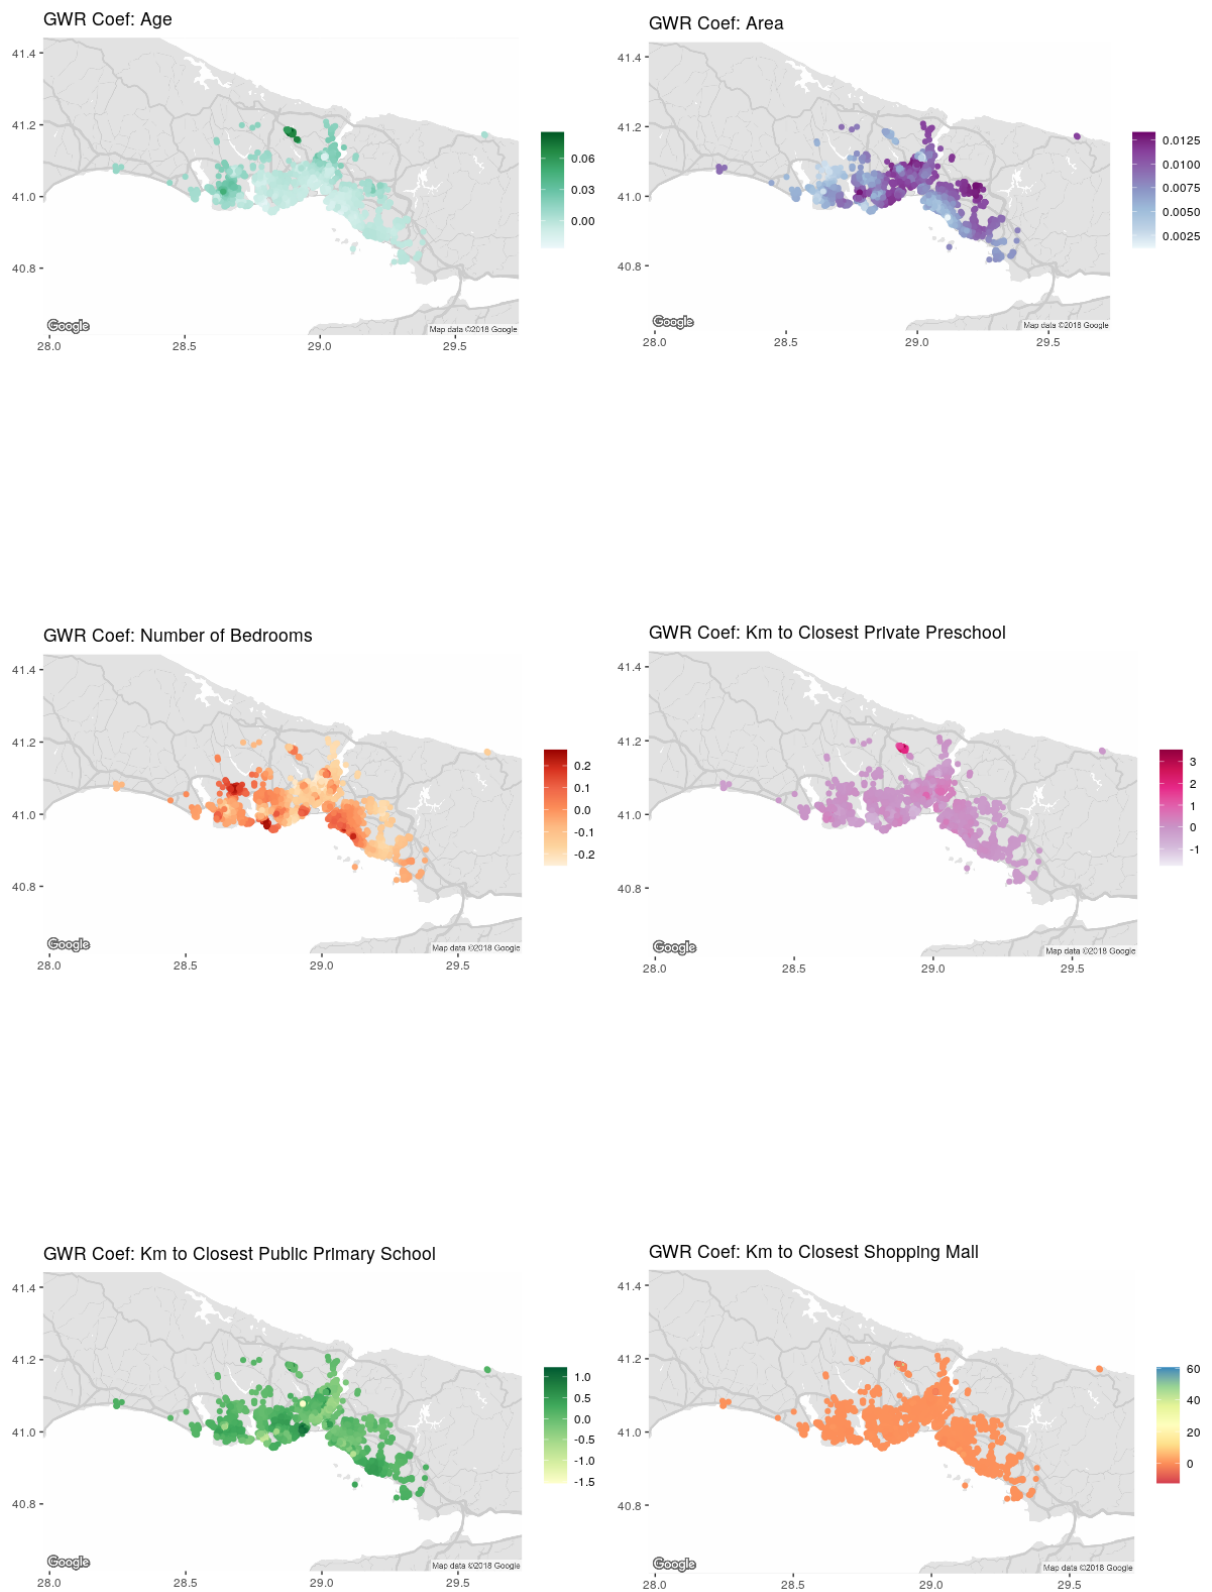 GWR Coef: Age
41.4
41.2
41.0
40.8
0.06
0.03
0.00
Google
Map data ©2018 Google
28.0 28.5 29.0 29.5
GWR Coef: Area
41.4
41.2
41.0
40.8
0.0125
0.0100
0.0075
0.0050
0.0025
Google
Map data ©2018 Google
28.0 28.5 29.0 29.5
GWR Coef: Number of Bedrooms
41.4
41.2
41.0
40.8
0.2
0.1
0.0
-0.1
-0.2
Google
Map data ©2018 Google
28.0 28.5 29.0 29.5
GWR Coef: Km to Closest Private Preschool
41.4
41.2
41.0
40.8
3
2
1
0
-1
Google
Map data ©2018 Google
28.0 28.5 29.0 29.5
GWR Coef: Km to Closest Public Primary School
41.4
41.2
41.0
40.8
1.0
0.5
0.0
-0.5
-1.0
-1.5
Google
Map data ©2018 Google
28.0 28.5 29.0 29.5
GWR Coef: Km to Closest Shopping Mall
41.4
41.2
41.0
40.8
60
40
20
0
Google
Map data ©2018 Google
28.0 28.5 29.0 29.5